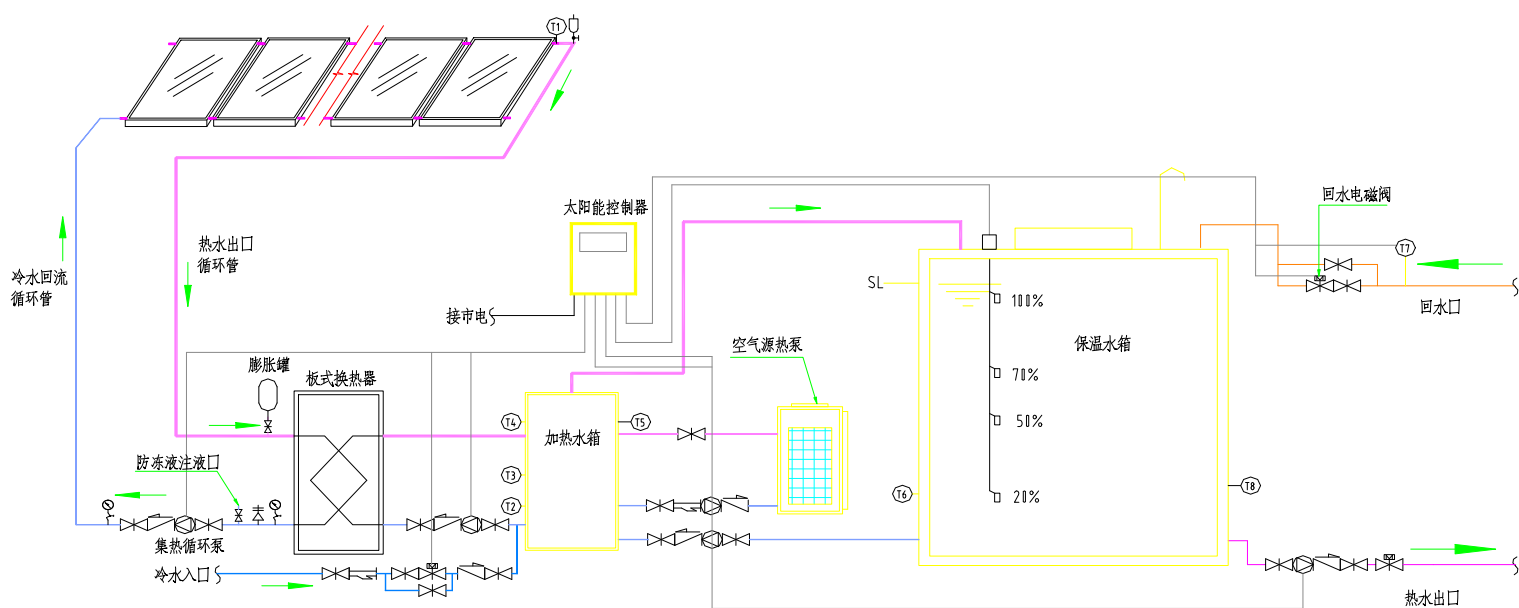 T1
太阳能控制器
回水电磁阀
热水出口
循环管
T7
冷水回流
循环管
SL
100%
回水口
接市电
保温水箱
空气源热泵
膨胀罐
板式换热器
70%
T4
T5
50%
加热水箱
防冻液注液口
T3
T6
T8
20%
T2
集热循环泵
冷水入口
热水出口